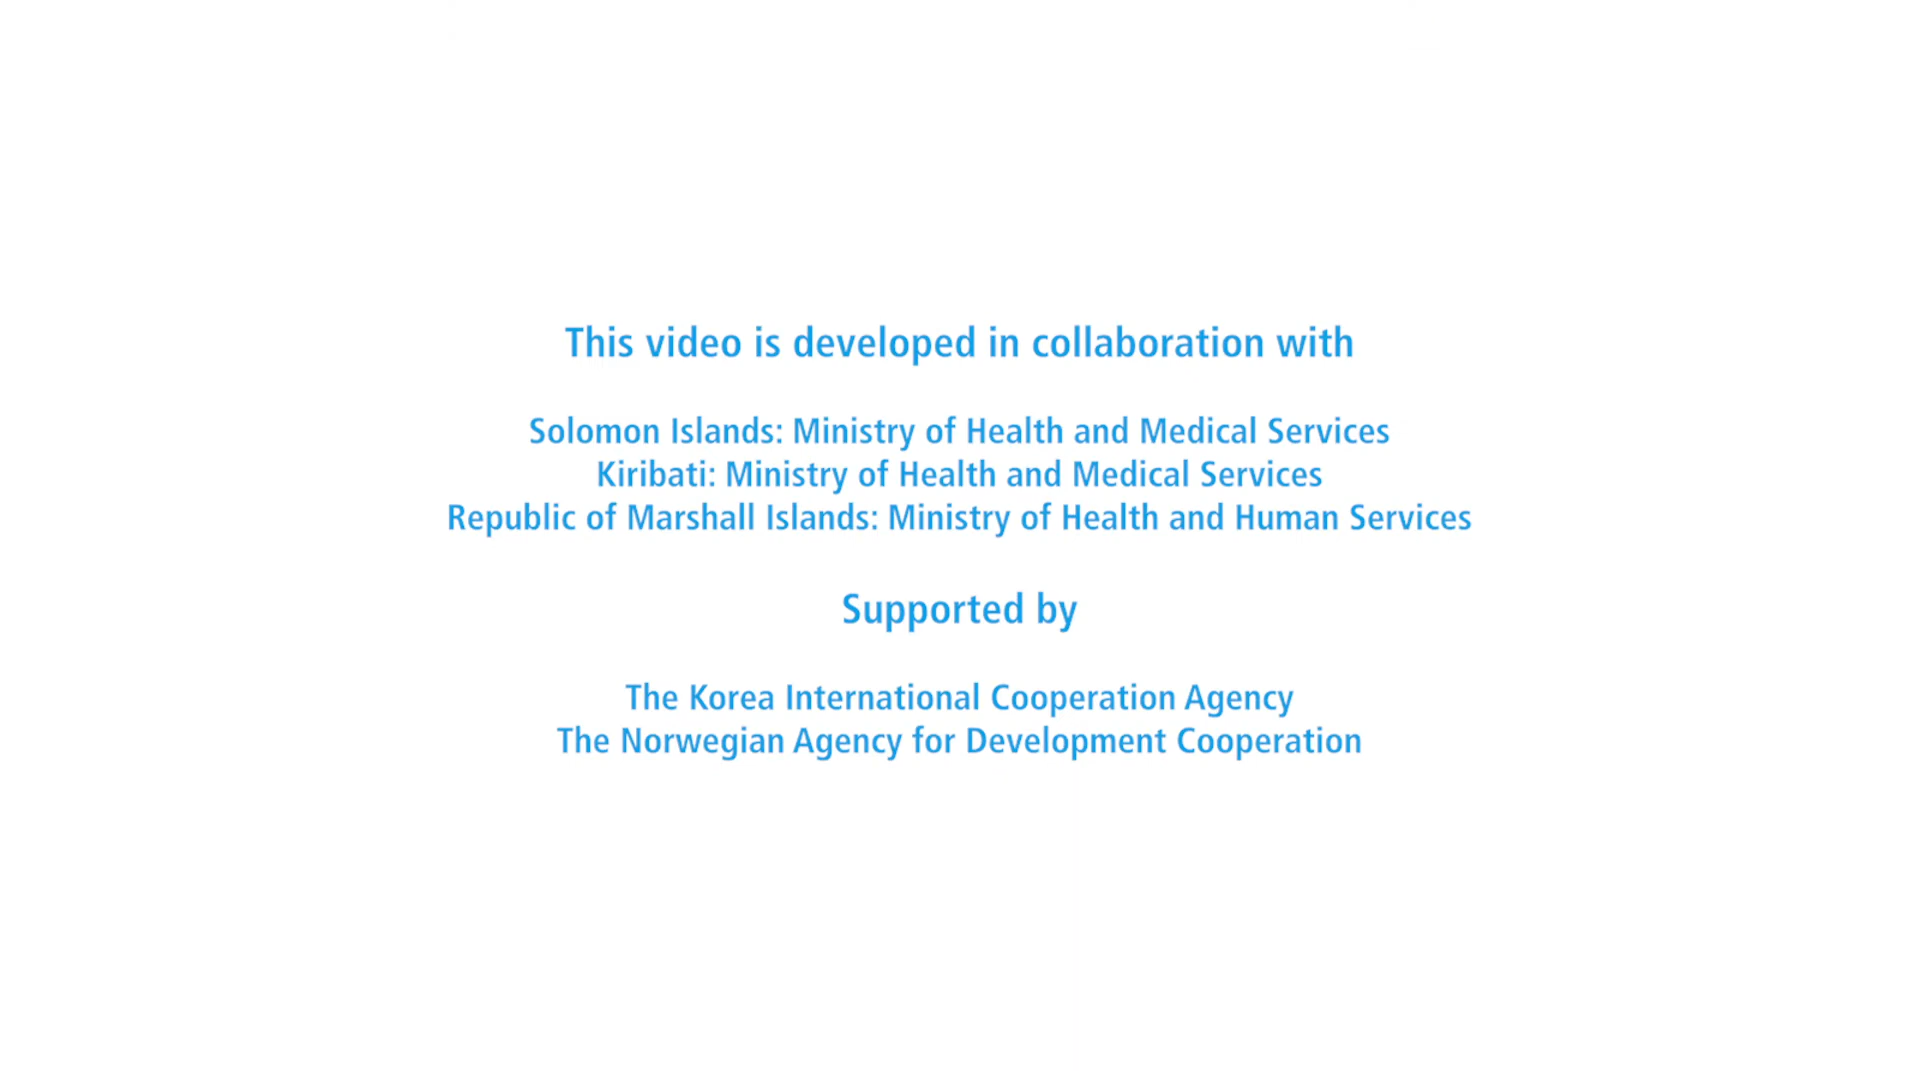 This video is developed in collaboration with
Solomon Islands: Ministry of Health and Medical Services
Kiribati: Ministry of Health and Medical Services
Republic of Marshall Islands: Ministry of Health and Human Services
Supported by
The Korea International Cooperation Agency
The Norwegian Agency for Development Cooperation